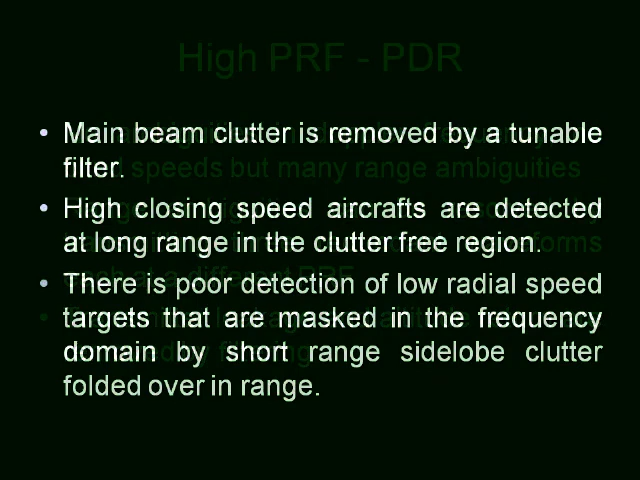 High PRF - PDR
• Main beam clutter is removed by a tunable
filter.
• High closing speed aircrafts are detected
at long range in the clutter free region.
• There is poor detection of low radial speed
targets that are masked in the frequency
domain by short range sidelobe clutter
folded over in range.